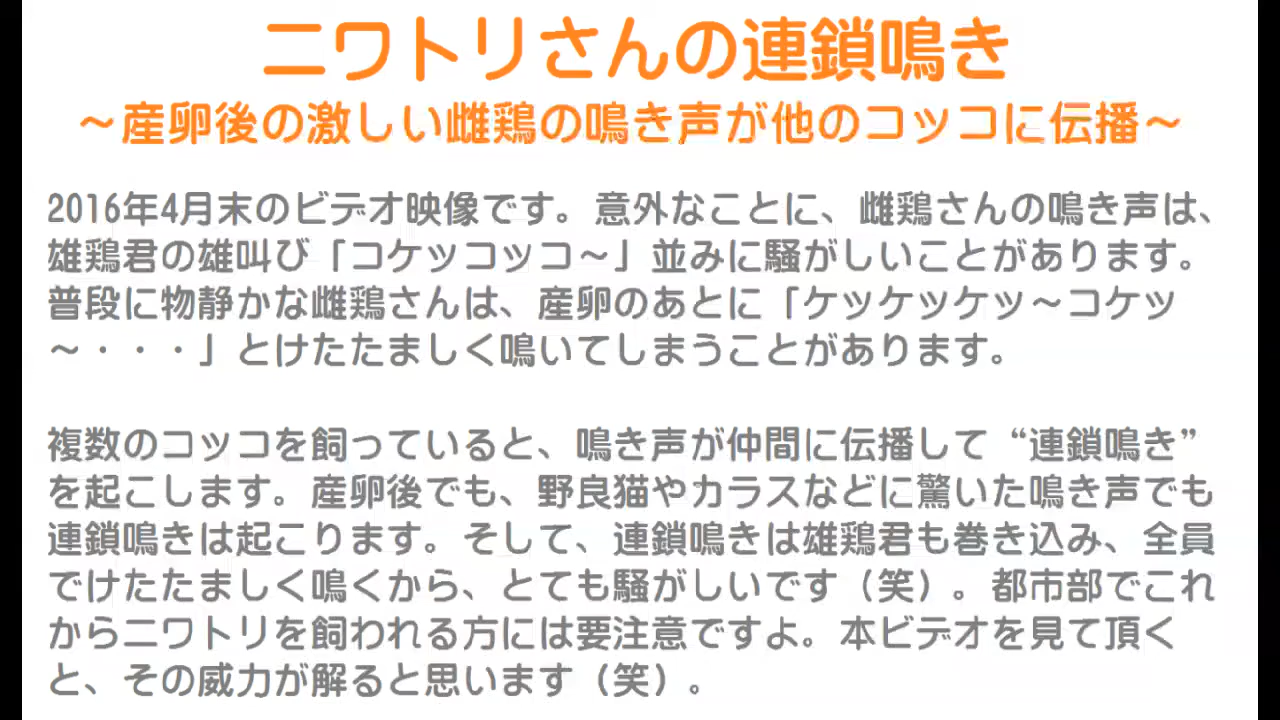 ニワトリさんの連鎖鳴き
～産卵後の激しい雌鶏の鳴き声が他のコッコに伝播～
2016年4月末のビデオ映像です。意外なことに、雌鶏さんの鳴き声は、
雄鶏君の雄叫び「コケッコッコ～」並みに騒がしいことがあります。
普段に物静かな雌鶏さんは、産卵のあとに「ケッケッケッ～コケッ
～・・・」とけたたましく鳴いてしまうことがあります。
複数のコッコを飼っていると、鳴き声が仲間に伝播して“連鎖鳴き”
を起こします。産卵後でも、野良猫やカラスなどに驚いた鳴き声でも
連鎖鳴きは起こります。そして、連鎖鳴きは雄鶏君も巻き込み、全員
でけたたましく鳴くから、とても騒がしいです（笑）。都市部でこれ
からニワトリを飼われる方には要注意ですよ。本ビデオを見て頂く
と、その威力が解ると思います（笑）。